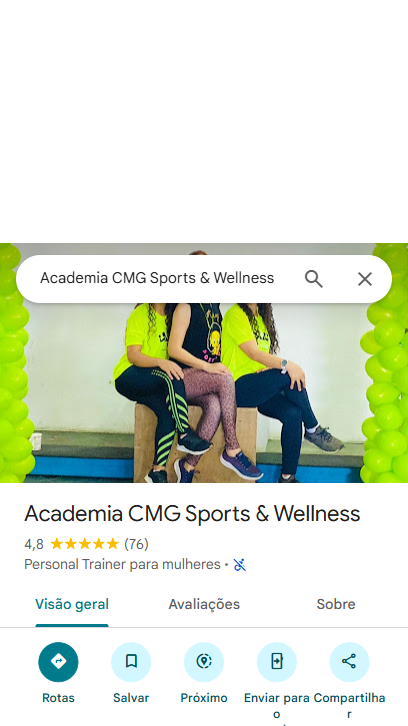 Academia CMG Sports & Wellness
Academia CMG Sports & Wellness
4,8 (76)
Personal Trainer para mulheres •
Visão geral Avaliações Sobre
Rotas Salvar Próximo Enviar para o Compartilhar